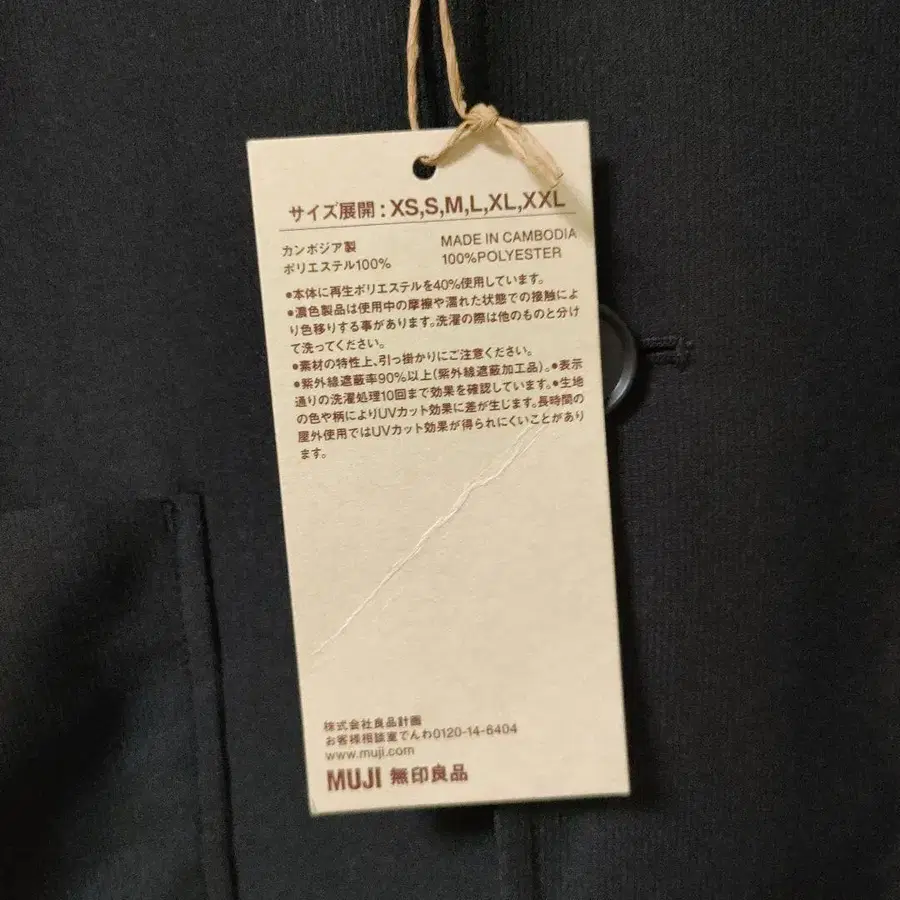 サイズ展開 : XS,S,M,L,XL,XXL
カンボジア製 MADE IN CAMBODIA
ポリエステル100% 100%POLYESTER
●本体に再生ポリエステルを40%使用しています。
●濃色製品は使用中の摩擦や濡れた状態での接触によ
り色移りする事があります。洗濯の際は他のものと分け
て洗ってください。
●素材の特性上、引っ掛かりにご注意ください。
●紫外線遮蔽率90%以上(紫外線遮蔽加工品)。●表示
通りの洗濯処理10回まで効果を確認しています。●生地
の色や柄によりUVカット効果に差が生じます。長時間の
屋外使用ではUVカット効果が得られにくいことがあり
ます。
株式会社良品計画
お客様相談室でんわ0120-14-6404
www.muji.com
MUJI 無印良品